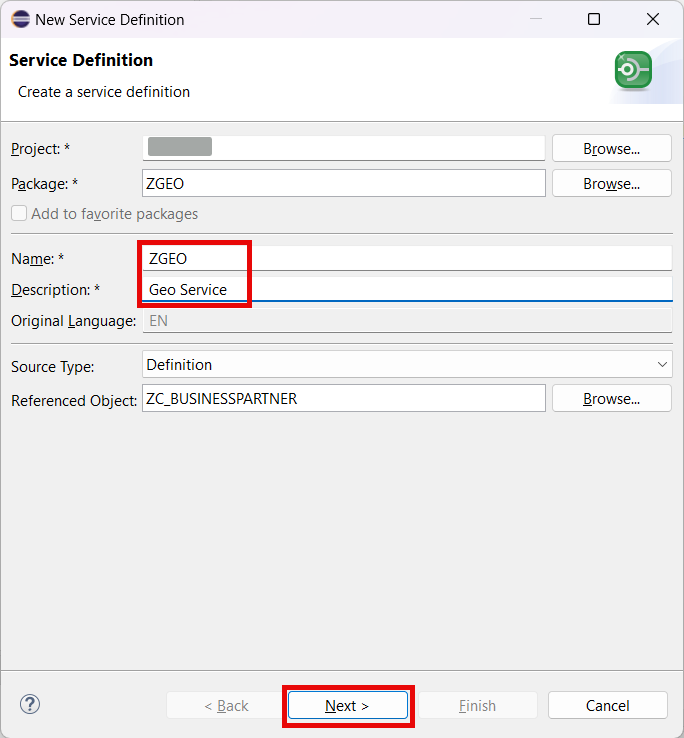 New Service Definition
Service Definition
Create a service definition
Project: *
Browse...
Package: * ZGEO Browse...
Add to favorite packages
Name: * ZGEO
Description: * Geo Service
Original Language: EN
Source Type: Definition
Referenced Object: ZC_BUSINESSPARTNER Browse...
? < Back Next > Finish Cancel